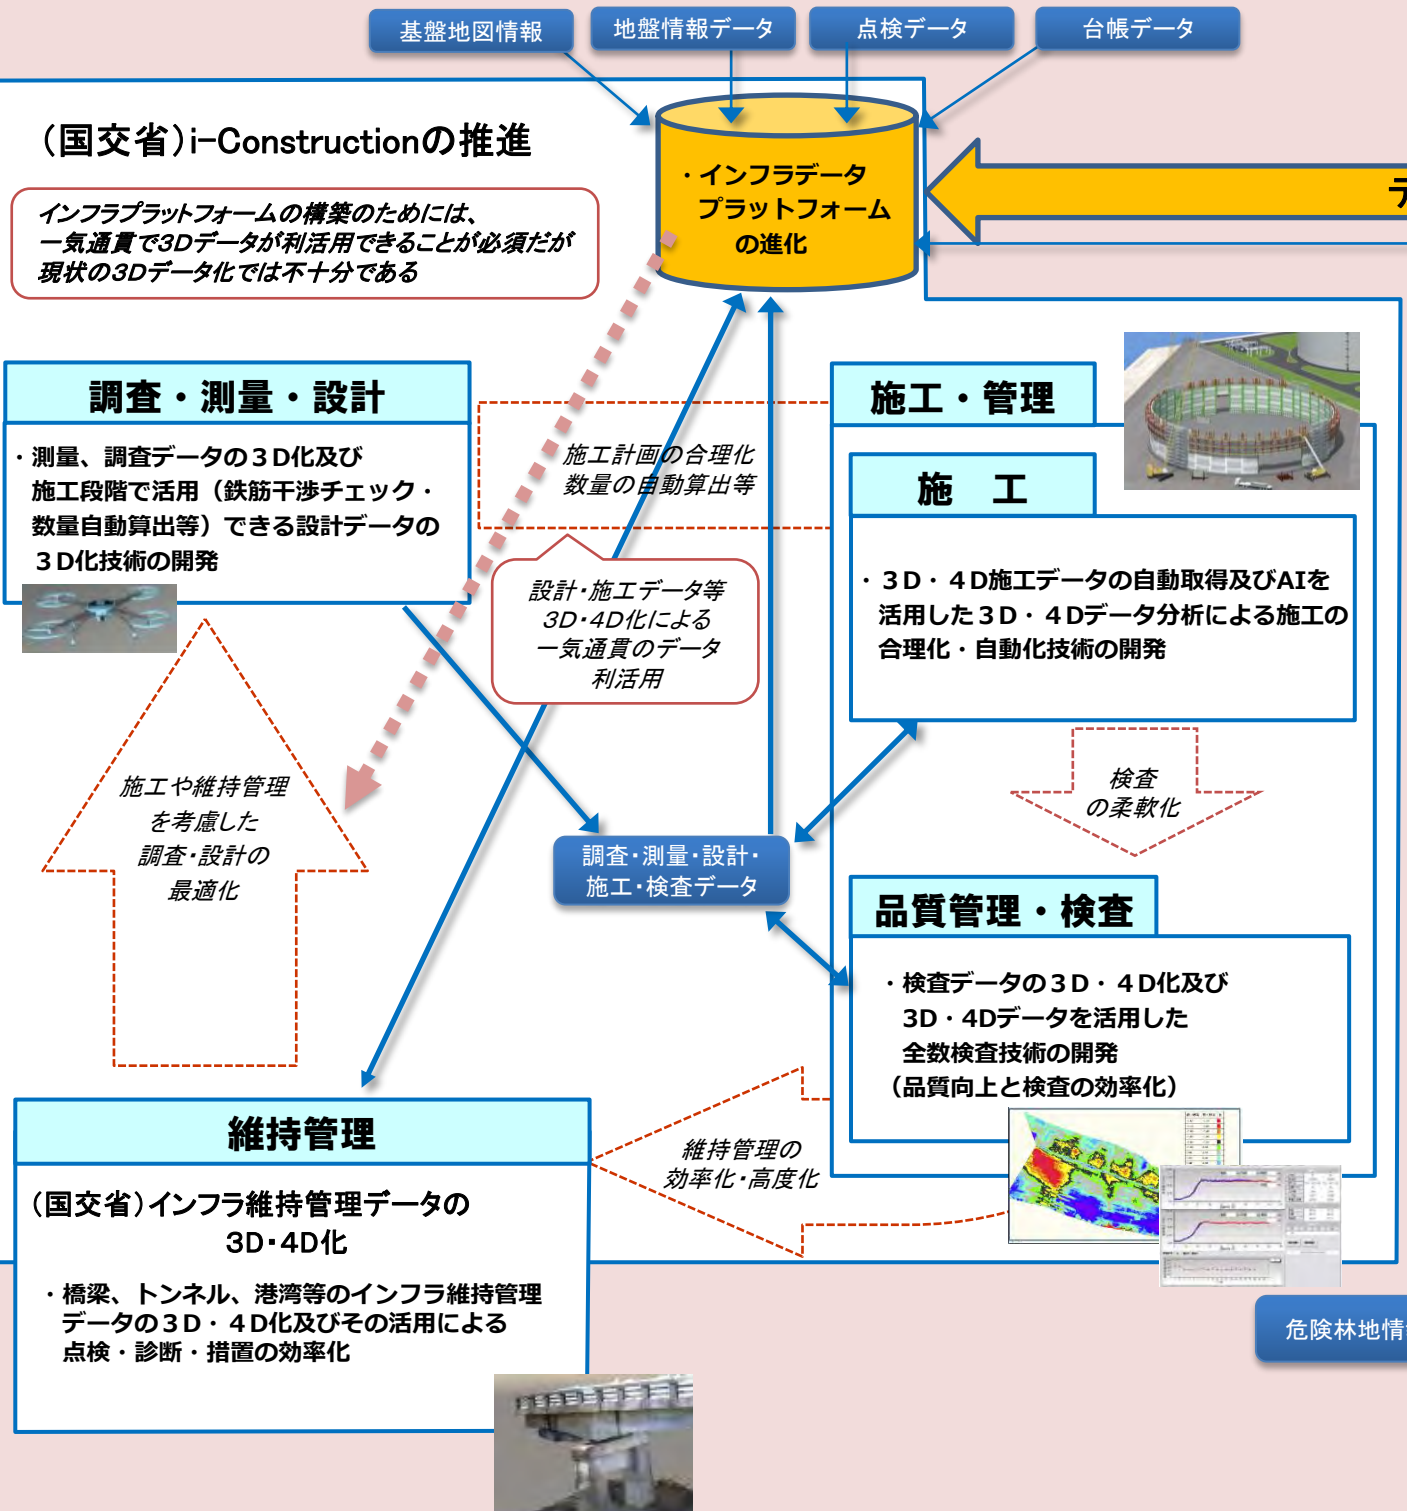 基盤地図情報
地盤情報データ
点検データ
台帳データ
（国交省）i-Constructionの推進
インフラプラットフォームの構築のためには、
一気通貫で3Dデータが利活用できることが必須だが
現状の3Dデータ化では不十分である
・インフラデータ
プラットフォーム
の進化
デ
調査・測量・設計
・測量、調査データの３D化及び
施工段階で活用（鉄筋干渉チェック・
数量自動算出等）できる設計データの
３D化技術の開発
施工計画の合理化
数量の自動算出等
設計・施工データ等
3D・4D化による
一気通貫のデータ
利活用
施工・管理
施　工
・３D・４D施工データの自動取得及びAIを
活用した３D・４Dデータ分析による施工の
合理化・自動化技術の開発
検査
の柔軟化
施工や維持管理
を考慮した
調査・設計の
最適化
調査・測量・設計・
施工・検査データ
品質管理・検査
・検査データの３D・４D化及び
3D・4Dデータを活用した
全数検査技術の開発
（品質向上と検査の効率化）
維持管理の
効率化・高度化
維持管理
（国交省）インフラ維持管理データの
3D・4D化
・橋梁、トンネル、港湾等のインフラ維持管理
データの３D・４D化及びその活用による
点検・診断・措置の効率化
危険林地情